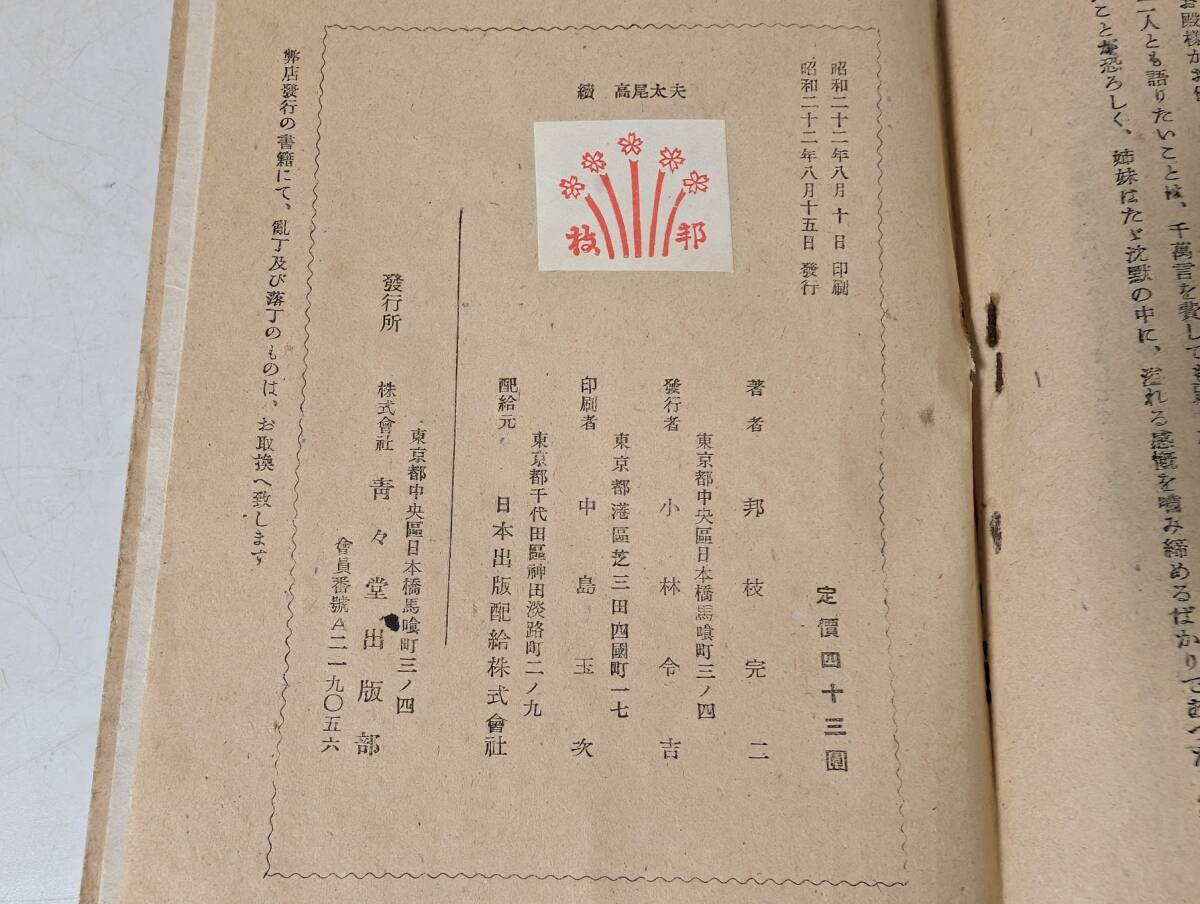 お殿様がお
二人とも語りたいことは、千萬言を費して
ことが恐ろしく、姉妹はたゞ沈默の中に、溢れる感慨を噛み締めるばかりで
昭和二十二年八月十日印刷
昭和二十二年八月十五日發行
續 高尾太夫
邦枝
定價四十三圓
著者 邦枝完二
東京都中央區日本橋馬喰町三ノ四
發行者 小林令吉
東京都港區芝三田四國町一七
印刷者 中島玉次
東京都千代田區神田淡路町二ノ九
配給元 日本出版配給株式會社
發行所
東京都中央區日本橋馬喰町三ノ四
株式會社 靑々堂出版部
會員番號A二一九〇五六
弊店發行の書籍にて、亂丁及び落丁のものは、お取換へ致します